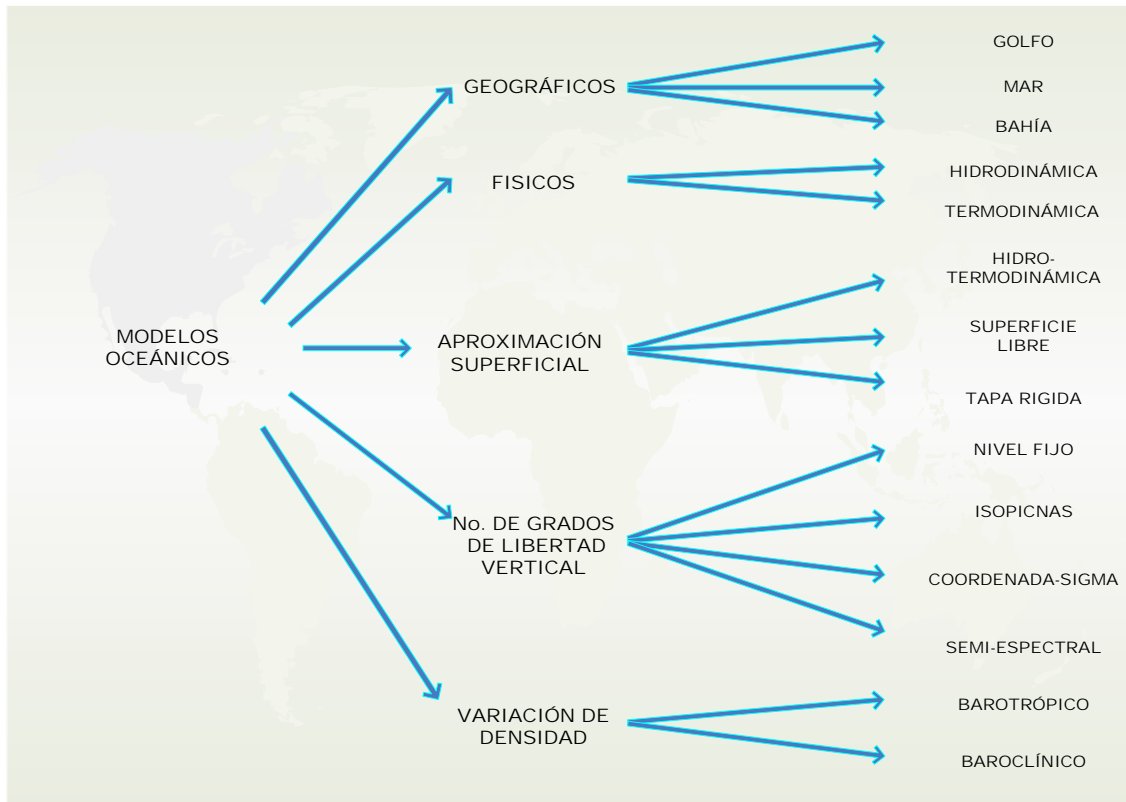 MODELOS
OCEÁNICOS
GEOGRÁFICOS
GOLFO
MAR
BAHÍA
FISICOS
HIDRODINÁMICA
TERMODINÁMICA
APROXIMACIÓN
SUPERFICIAL
HIDRO-
TERMODINÁMICA
SUPERFICIE
LIBRE
TAPA RIGIDA
No. DE GRADOS
DE LIBERTAD
VERTICAL
NIVEL FIJO
ISOPICNAS
COORDENADA-SIGMA
SEMI-ESPECTRAL
VARIACIÓN DE
DENSIDAD
BAROTRÓPICO
BAROCLÍNICO